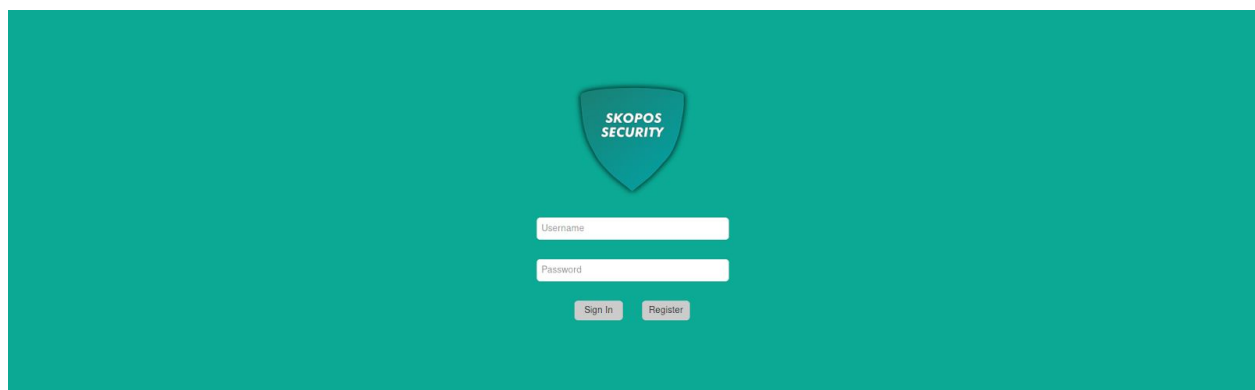 SKOPOS
SECURITY
Username
Password
Sign In Register